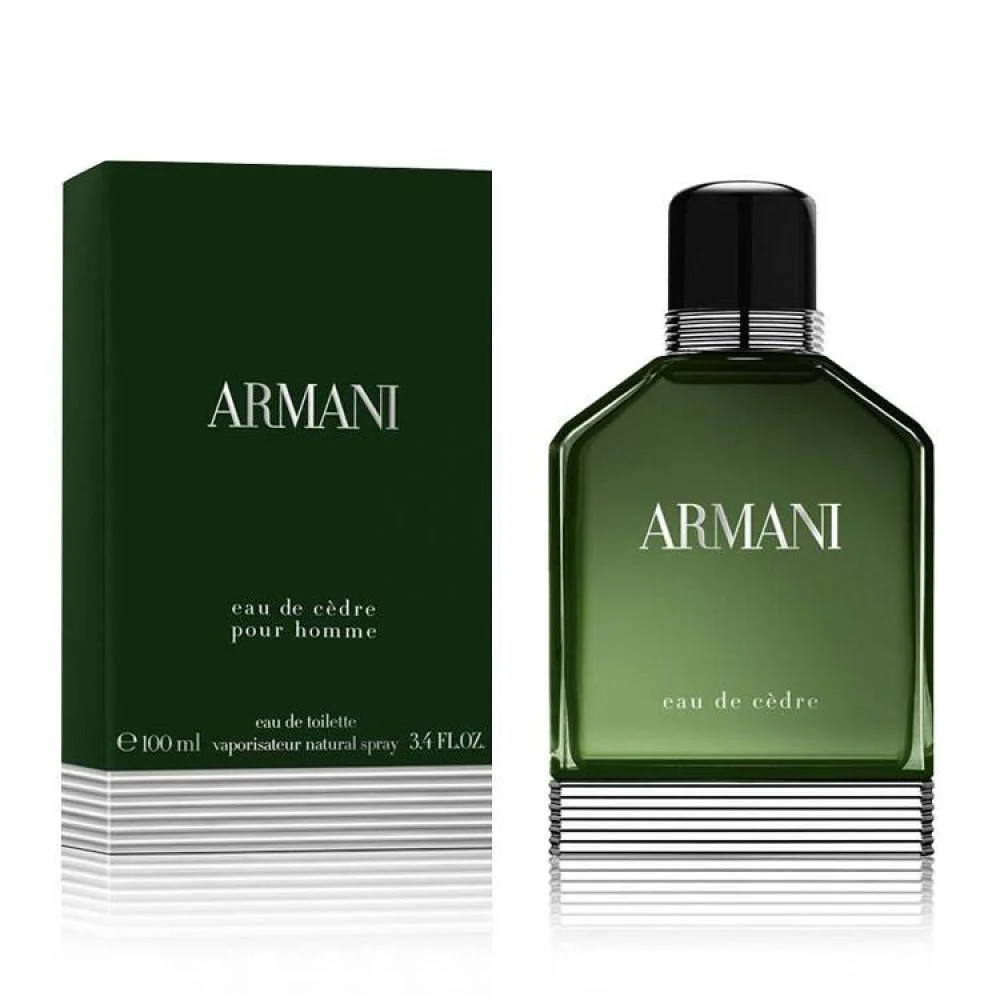 ARMANI
eau de cèdre
pour homme
eau de toilette
℮ 100 ml vaporisateur natural spray 3.4 FL.OZ.
ARMANI
eau de cèdre